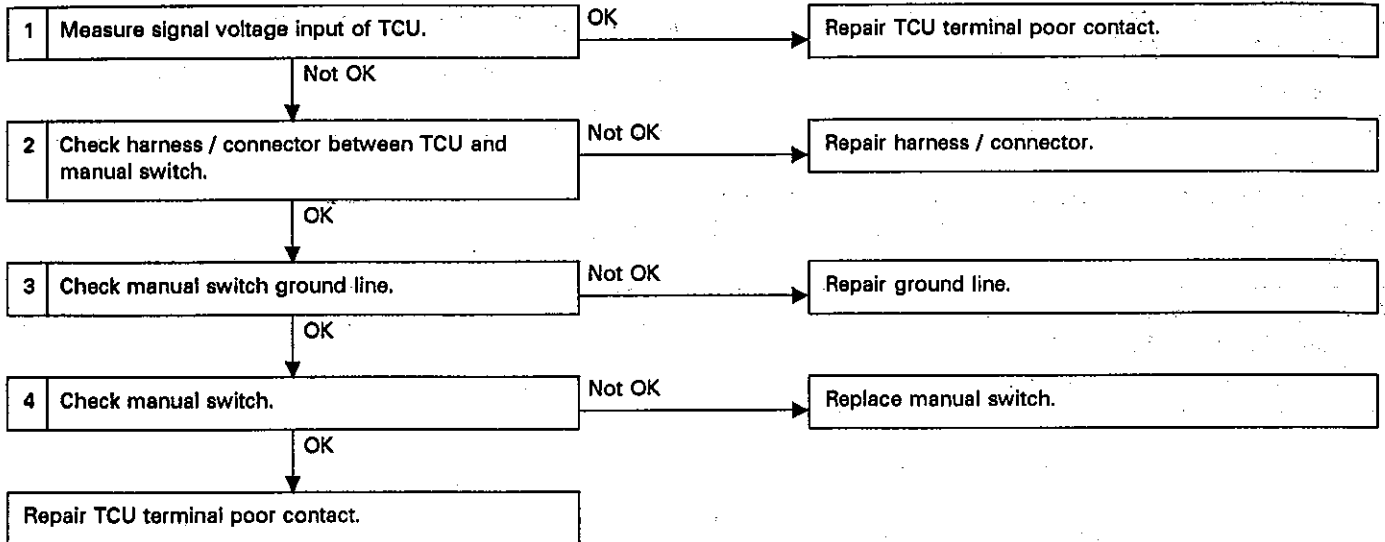 1 Measure signal voltage input of TCU.
OK
Repair TCU terminal poor contact.
Not OK
2 Check harness / connector between TCU and
manual switch.
Not OK
Repair harness / connector.
OK
3 Check manual switch ground line.
Not OK
Repair ground line.
OK
4 Check manual switch.
Not OK
Replace manual switch.
OK
Repair TCU terminal poor contact.